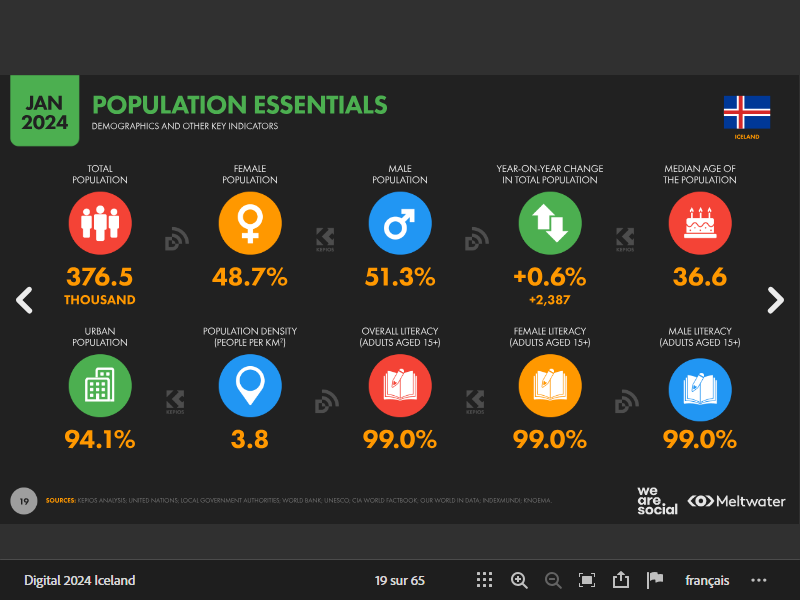 JAN
2024
POPULATION ESSENTIALS
DEMOGRAPHICS AND OTHER KEY INDICATORS
ICELAND
TOTAL
POPULATION
376.5
THOUSAND
FEMALE
POPULATION
48.7%
MALE
POPULATION
51.3%
YEAR-ON-YEAR CHANGE
IN TOTAL POPULATION
+0.6%
+2,387
MEDIAN AGE OF
THE POPULATION
36.6
URBAN
POPULATION
94.1%
POPULATION DENSITY
(PEOPLE PER KM²)
3.8
OVERALL LITERACY
(ADULTS AGED 15+)
99.0%
FEMALE LITERACY
(ADULTS AGED 15+)
99.0%
MALE LITERACY
(ADULTS AGED 15+)
99.0%
KEPIOS
KEPIOS
KEPIOS
KEPIOS
19
SOURCES: KEPIOS ANALYSIS; UNITED NATIONS; LOCAL GOVERNMENT AUTHORITIES; WORLD BANK; UNESCO; CIA WORLD FACTBOOK; OUR WORLD IN DATA; INDEXMUNDI; KNOEMA.
we
are.
social
Meltwater
Digital 2024 Iceland
19 sur 65
français